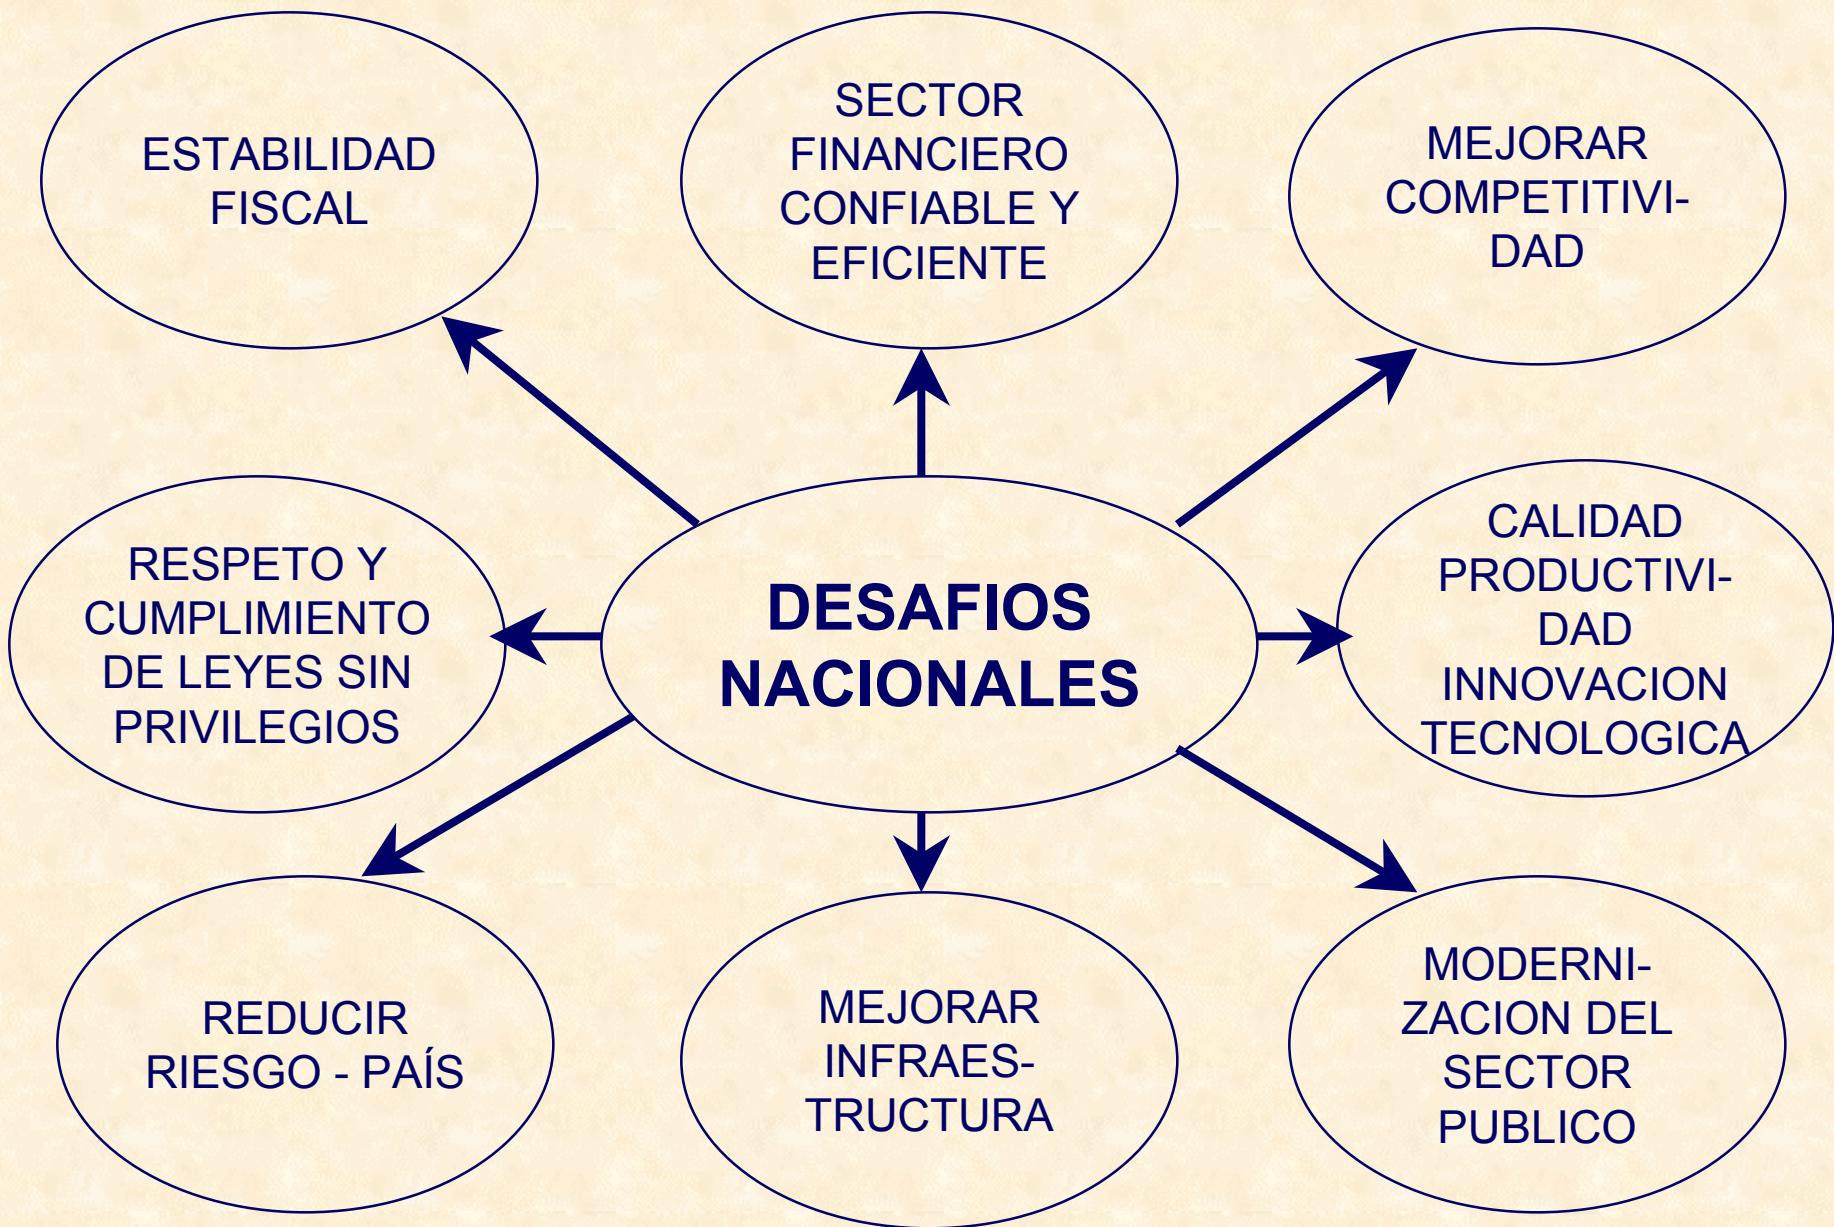 ESTABILIDAD
FISCAL
SECTOR
FINANCIERO
CONFIABLE Y
EFICIENTE
MEJORAR
COMPETITIVI-
DAD
RESPETO Y
CUMPLIMIENTO
DE LEYES SIN
PRIVILEGIOS
DESAFIOS
NACIONALES
CALIDAD
PRODUCTIVI-
DAD
INNOVACION
TECNOLOGICA
REDUCIR
RIESGO - PAÍS
MEJORAR
INFRAES-
TRUCTURA
MODERNI-
ZACION DEL
SECTOR
PUBLICO